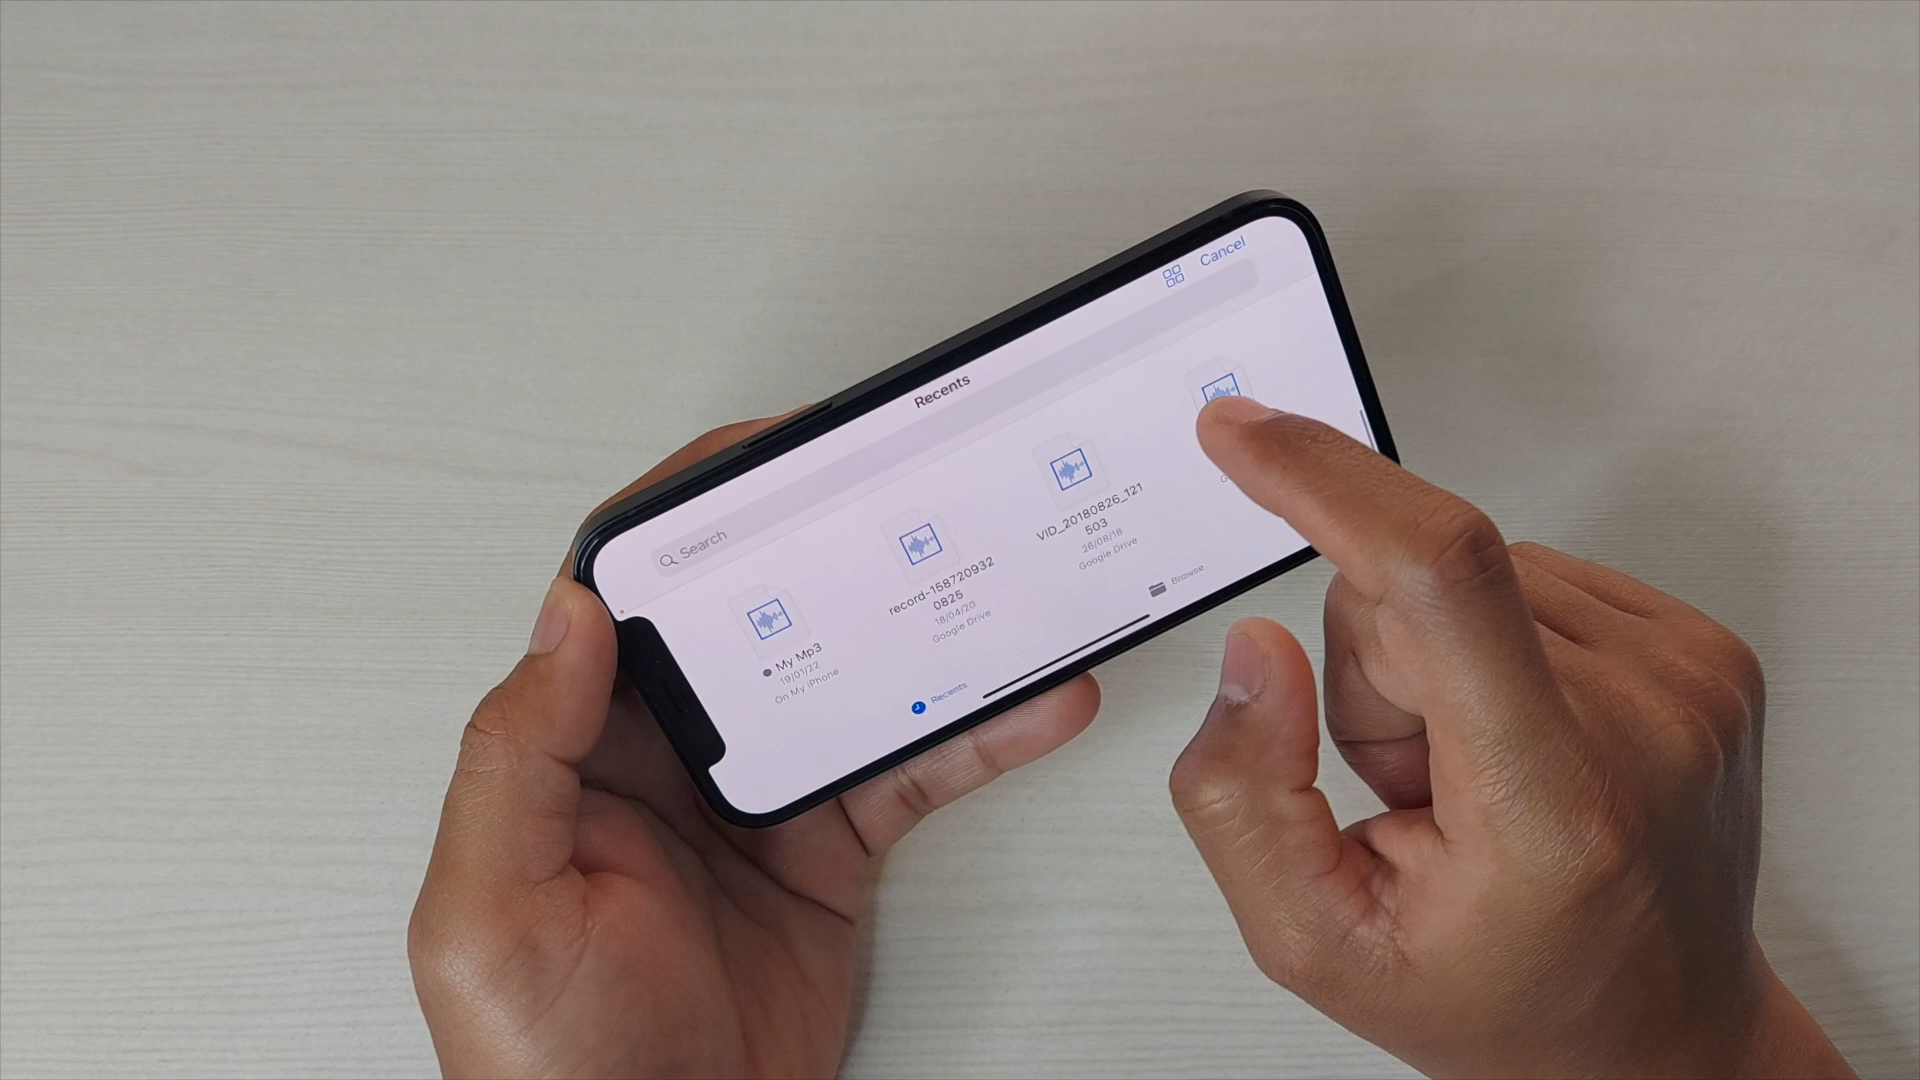 Cancel
Recents
Search
My Mp3
19/01/22
On My iPhone
record-158720932
0825
18/04/20
Google Drive
VID_20180826_121
503
26/08/18
Google Drive
Recents
Browse